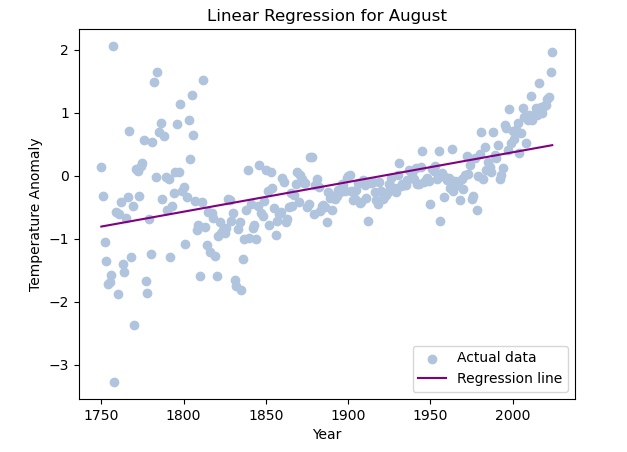 Linear Regression for August
2
1
0
−1
−2
−3
Temperature Anomaly
1750 1800 1850 1900 1950 2000
Year
Actual data
Regression line